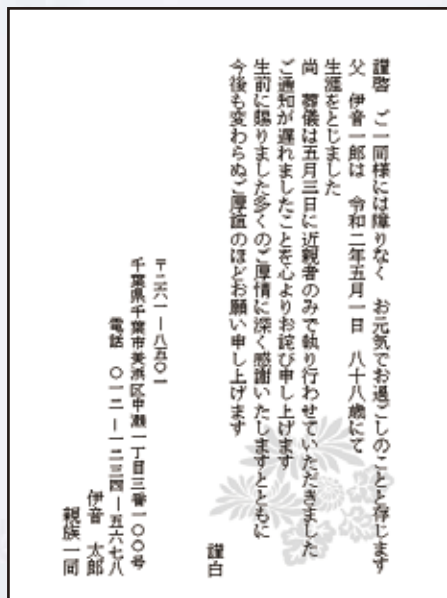 謹啓　ご一同様には障りなく　お元気でお過ごしのことと存じます
父　伊音一郎は　令和二年五月一日　八十八歳にて
生涯をとじました
尚　葬儀は五月三日に近親者のみで執り行わせていただきました
ご通知が遅れましたことを心よりお詫び申し上げます
生前に賜りました多くのご厚情に深く感謝いたしますとともに
今後も変わらぬご厚誼のほどお願い申し上げます
謹白
〒二六一ー八五〇一
千葉県千葉市美浜区中瀬一丁目三番一〇〇号
電話　〇一二ー一二三四ー五六七八
伊音　太郎
親族一同